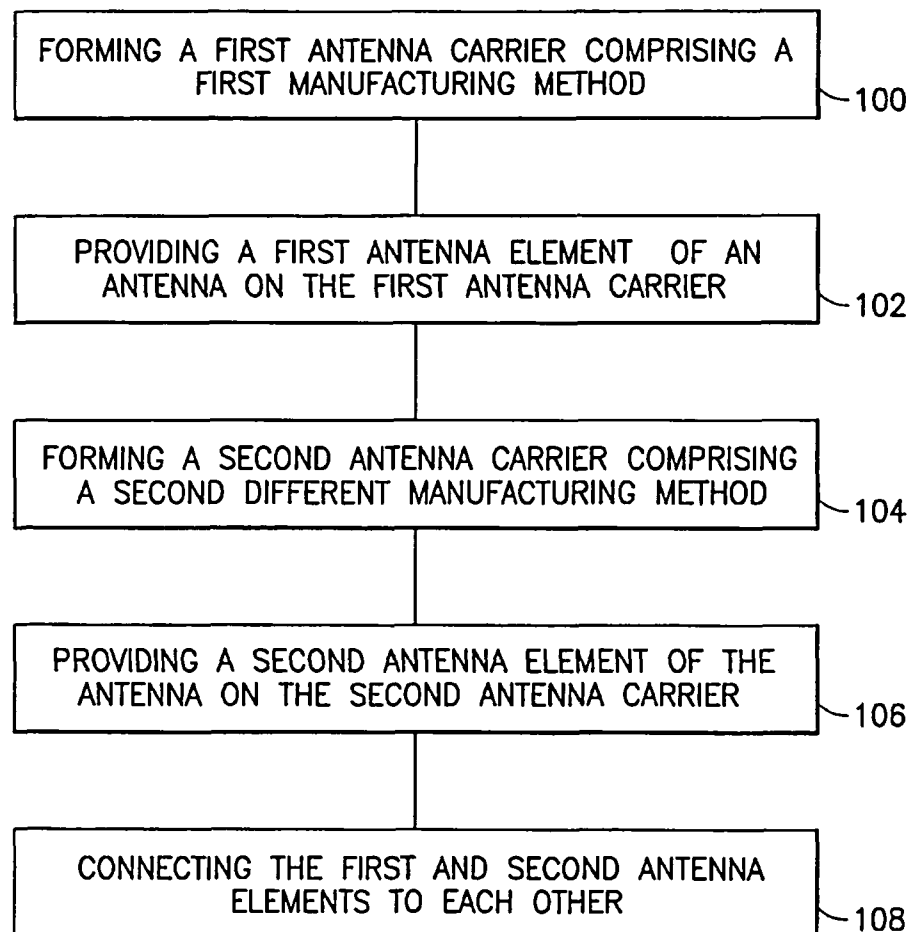 FORMING A FIRST ANTENNA CARRIER COMPRISING A
FIRST MANUFACTURING METHOD
100
PROVIDING A FIRST ANTENNA ELEMENT OF AN
ANTENNA ON THE FIRST ANTENNA CARRIER
102
FORMING A SECOND ANTENNA CARRIER COMPRISING
A SECOND DIFFERENT MANUFACTURING METHOD
104
PROVIDING A SECOND ANTENNA ELEMENT OF THE
ANTENNA ON THE SECOND ANTENNA CARRIER
106
CONNECTING THE FIRST AND SECOND ANTENNA
ELEMENTS TO EACH OTHER
108